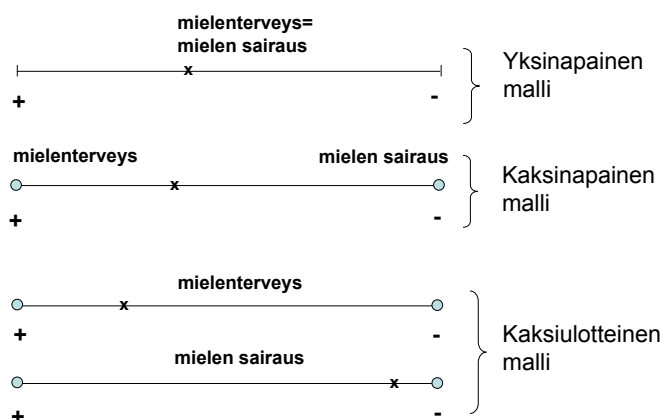 mielenterveys=
mielen sairaus
x
+ -
Yksinapainen
malli
mielenterveys mielen sairaus
x
+ -
Kaksinapainen
malli
mielenterveys
x
+ -
mielen sairaus
x
+ -
Kaksiulotteinen
malli